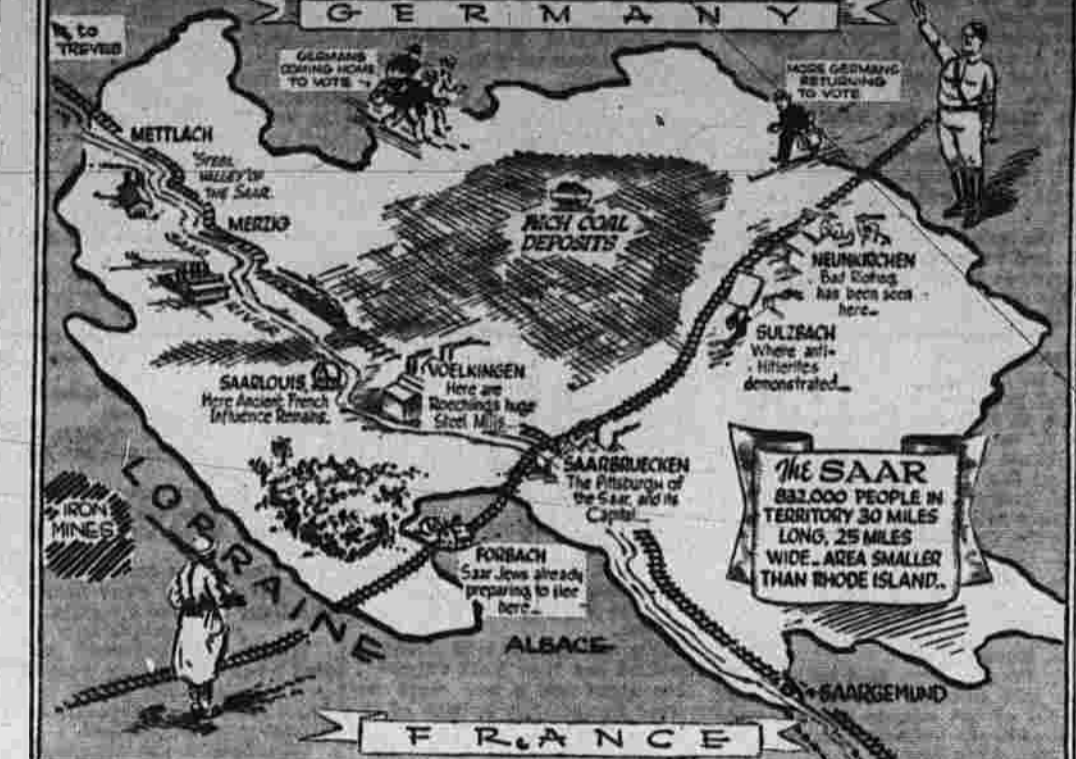 GERMANY
to
TREVES
GERMANS
COMING HOME
TO VOTE
MORE GERMANS
RETURNING
TO VOTE
METTLACH
"STEEL
VALLEY OF
THE SAAR.
MERZIG
SAAR
RIVER
RICH COAL
DEPOSITS
NEUNKIRCHEN
Bad Rioting
has been seen
here...
SULZBACH
Where anti-
Hitlerites
demonstrated...
SAARLOUIS
Here Ancient French
Influence Remains.
VOELKINGEN
Here are
Roechlings huge
Steel Mills...
SAARBRUECKEN
The Pittsburgh of
the Saar, and its
Capital...
The SAAR
832,000 PEOPLE IN
TERRITORY 30 MILES
LONG, 25 MILES
WIDE... AREA SMALLER
THAN RHODE ISLAND..
IRON
MINES
LORRAINE
FORBACH
Saar Jews already
preparing to flee
here...
ALSACE
SAARGEMUND
FRANCE